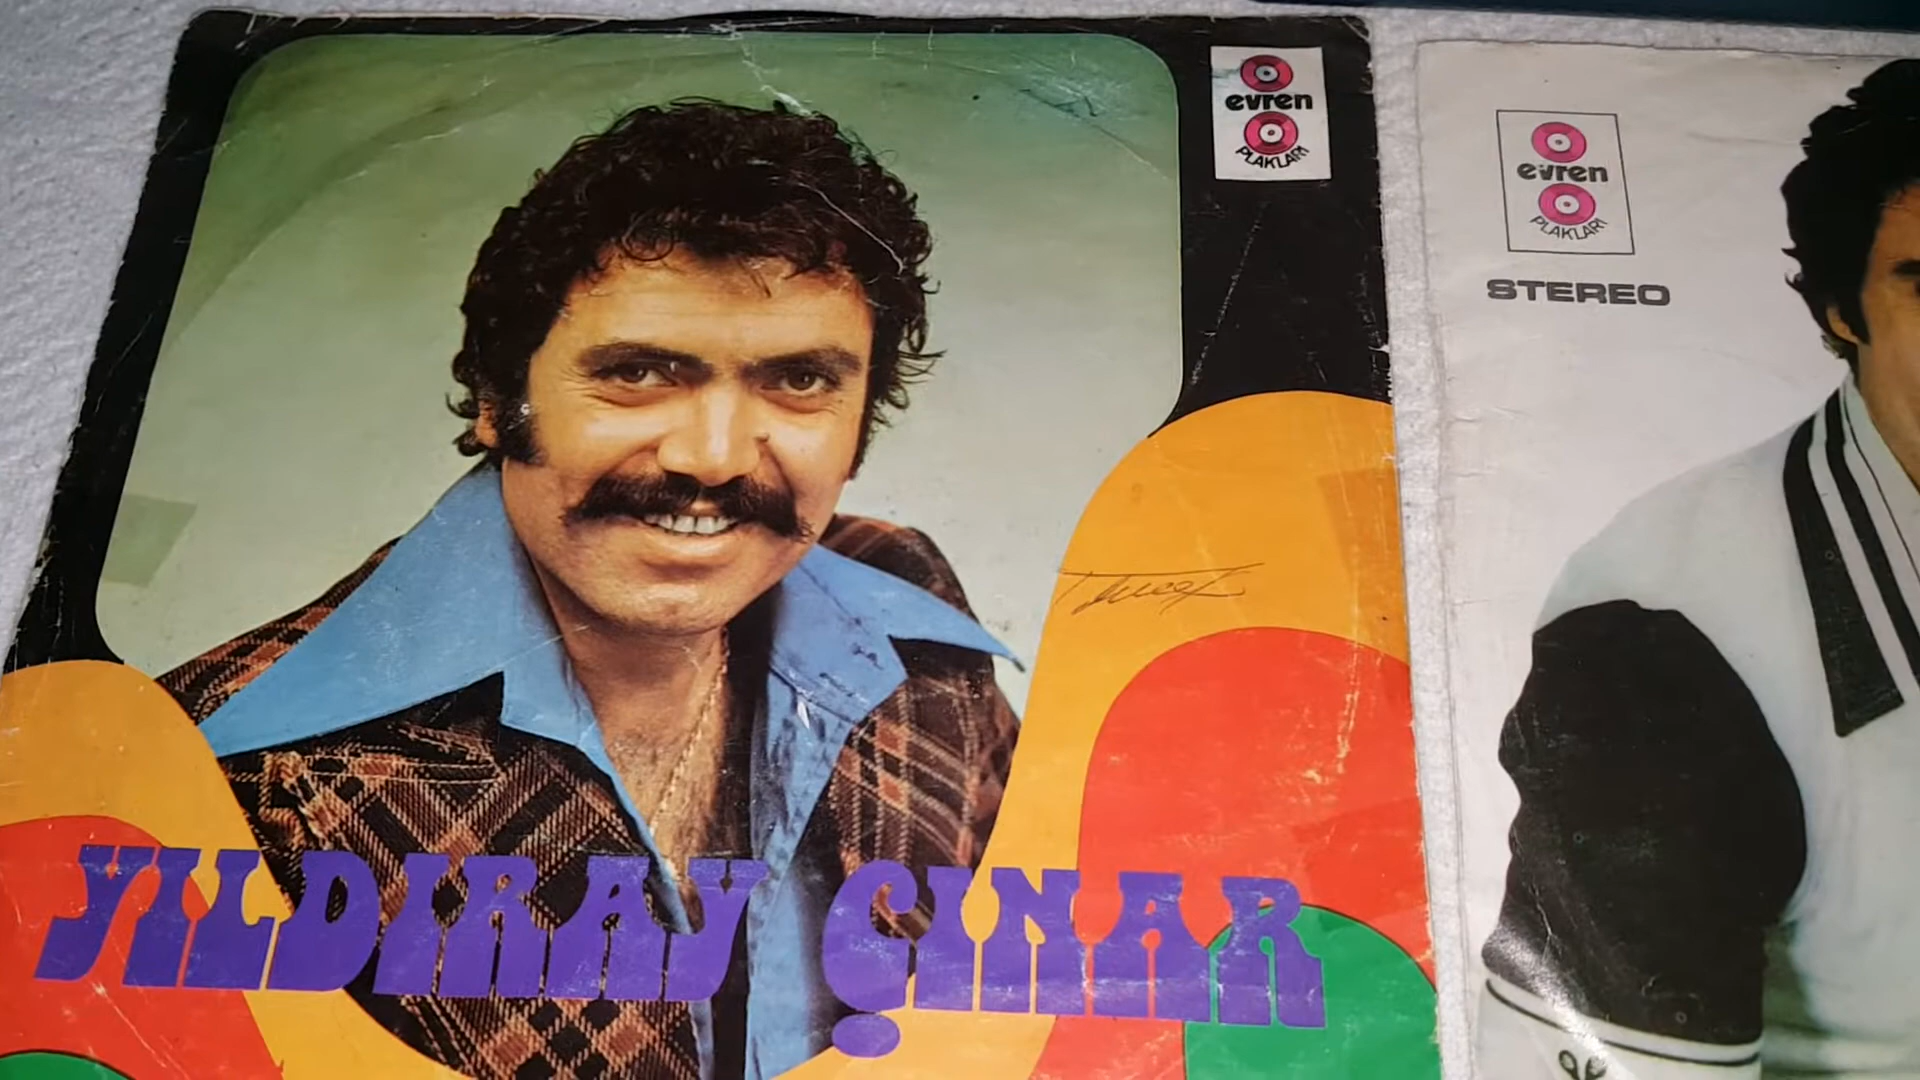 evren
PLAKLARI
YILDIRAY ÇINAR
evren
PLAKLARI
STEREO